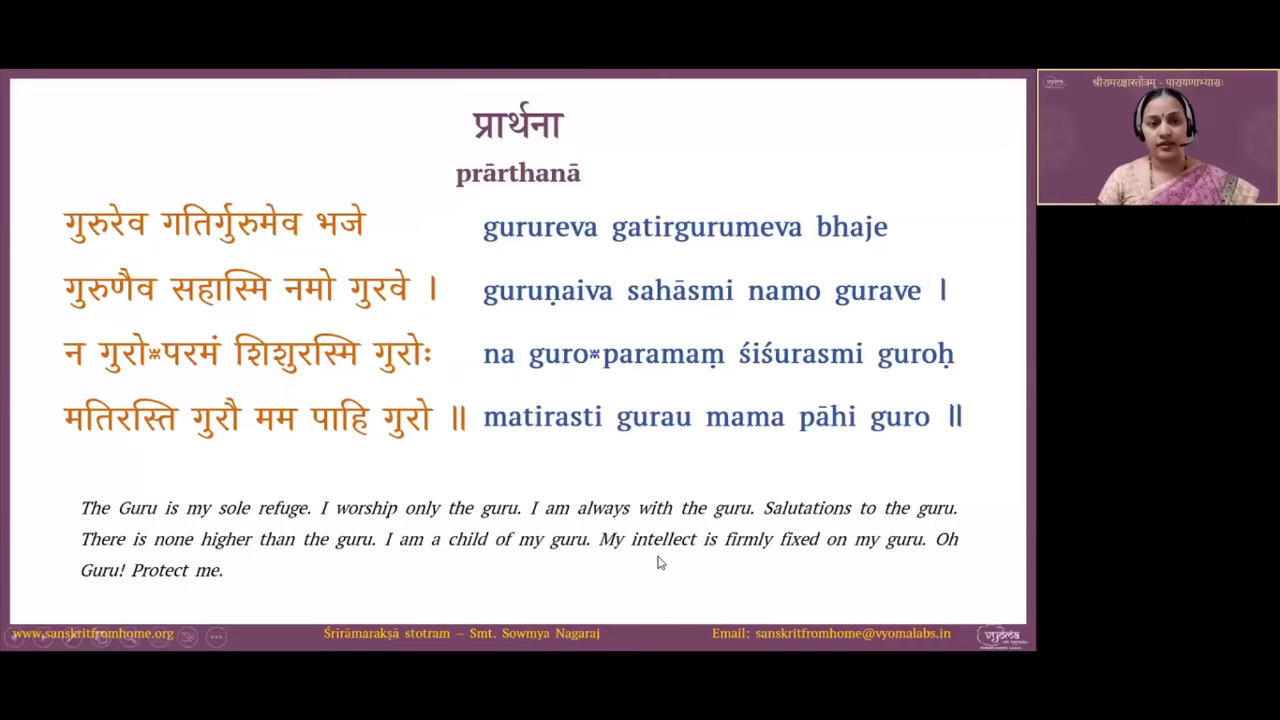 प्रार्थना
prārthanā
गुरुरेव गतिर्गुरुमेव भजे
gurureva gatirgurumeva bhaje
गुरुणैव सहास्मि नमो गुरवे ।
guruṇaiva sahāsmi namo gurave ।
न गुरो ᳶपरमं शिशुरस्मि गुरोः
na guroᳶparamaṃ śiśurasmi guroḥ
मतिरस्ति गुरौ मम पाहि गुरो ॥
matirasti gurau mama pāhi guro ॥
The Guru is my sole refuge. I worship only the guru. I am always with the guru. Salutations to the guru.
There is none higher than the guru. I am a child of my guru. My intellect is firmly fixed on my guru. Oh
Guru! Protect me.
www.sanskritfromhome.org
Śrīrāmarakṣā stotram – Smt. Sowmya Nagaraj
Email: sanskritfromhome@vyomalabs.in
vyoma
श्रीरामरक्षास्तोत्रम् - पारायणाभ्यासः